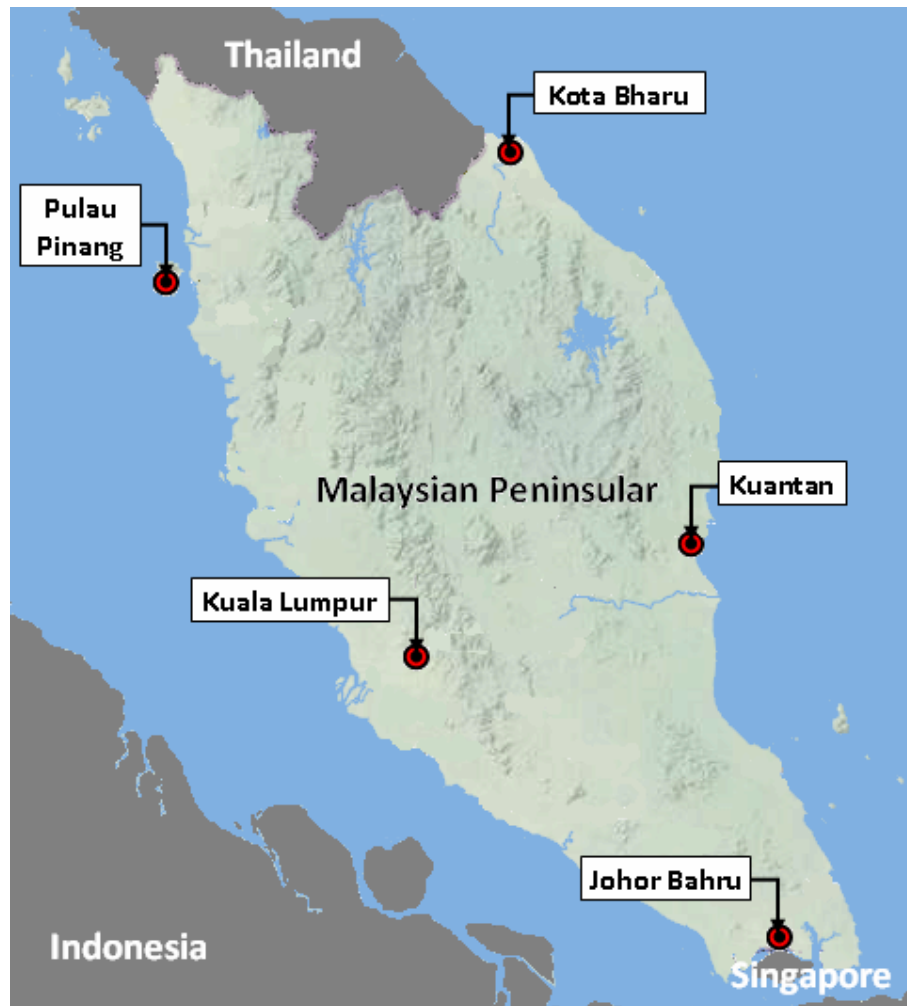 Thailand
Kota Bharu
Pulau
Pinang
Malaysian Peninsular
Kuantan
Kuala Lumpur
Johor Bahru
Indonesia
Singapore